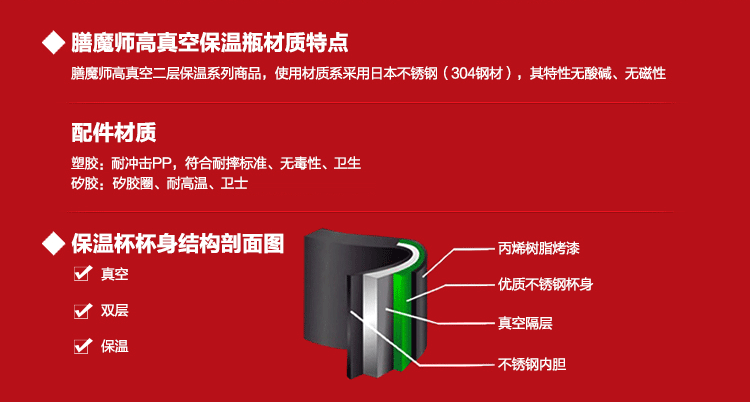 膳魔师高真空保温瓶材质特点
膳魔师高真空二层保温系列商品，使用材质系采用日本不锈钢（304钢材），其特性无酸碱、无磁性
配件材质
塑胶：耐冲击PP，符合耐摔标准、无毒性、卫生
矽胶：矽胶圈、耐高温、卫士
保温杯杯身结构剖面图
真空
双层
保温
丙烯树脂烤漆
优质不锈钢杯身
真空隔层
不锈钢内胆